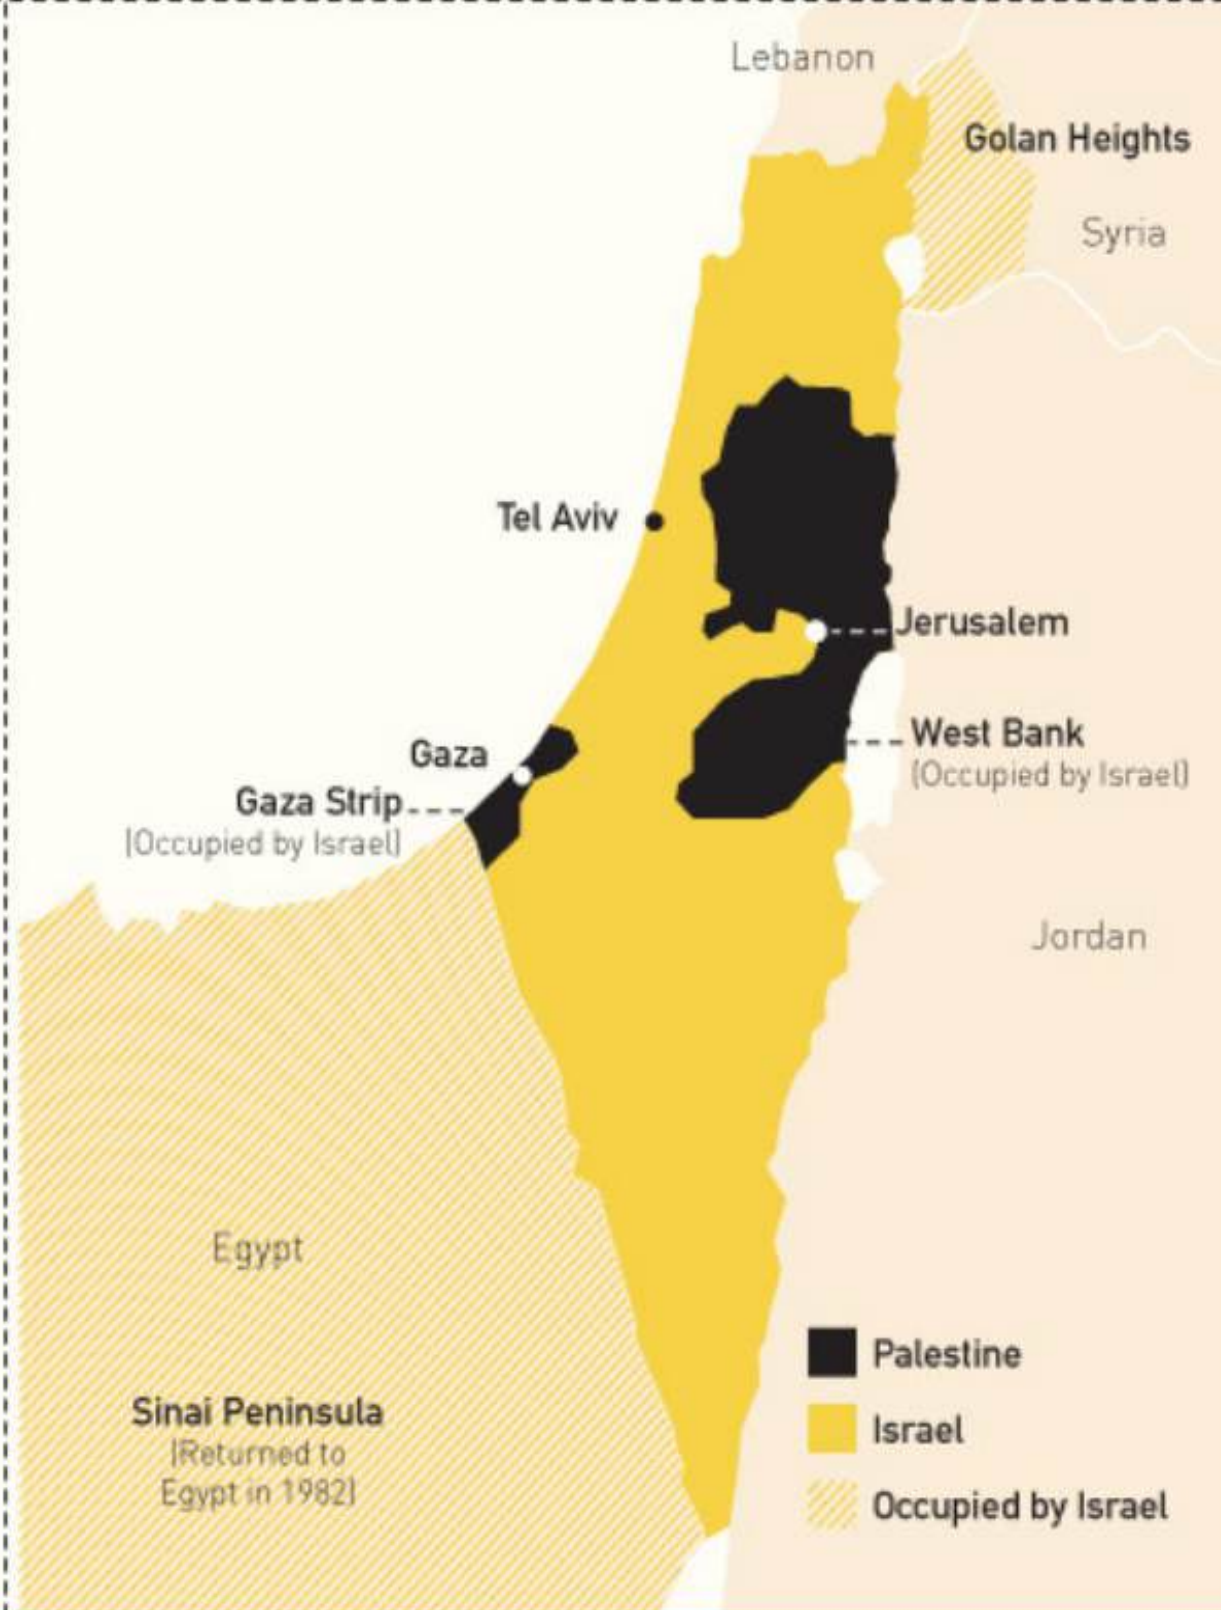 Lebanon
Golan Heights
Syria
Tel Aviv
Jerusalem
West Bank
(Occupied by Israel)
Gaza
Gaza Strip
(Occupied by Israel)
Jordan
Egypt
Sinai Peninsula
(Returned to
Egypt in 1982)
Palestine
Israel
Occupied by Israel